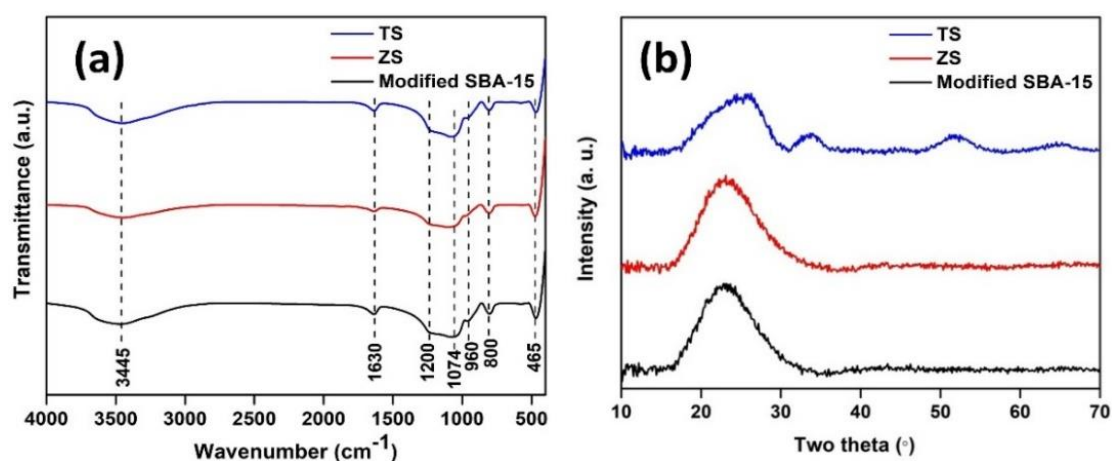 (a)
TS
ZS
Modified SBA-15
Transmittance (a.u.)
3445
1630
1200
1074
960
800
465
4000 3500 3000 2500 2000 1500 1000 500
Wavenumber (cm⁻¹)
(b)
TS
ZS
Modified SBA-15
Intensity (a. u.)
10 20 30 40 50 60 70
Two theta (◦)